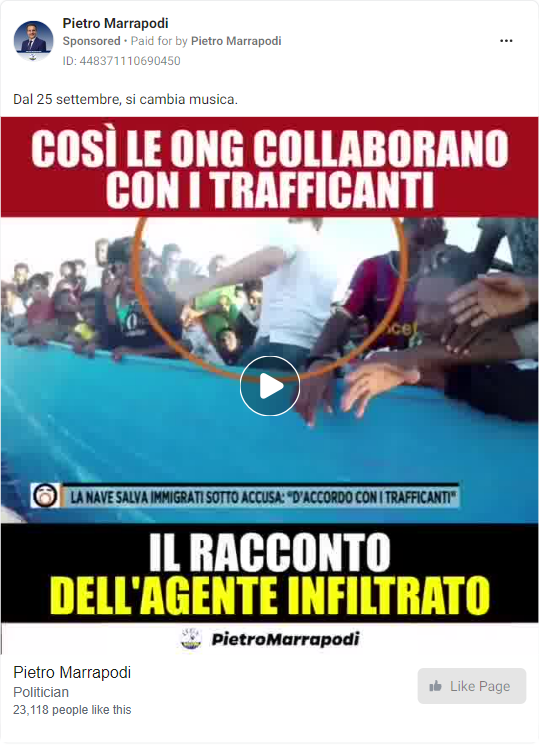 Pietro Marrapodi
Sponsored • Paid for by Pietro Marrapodi
ID: 448371110690450
Dal 25 settembre, si cambia musica.
COSÌ LE ONG COLLABORANO
CON I TRAFFICANTI
LA NAVE SALVA IMMIGRATI SOTTO ACCUSA: "D'ACCORDO CON I TRAFFICANTI"
IL RACCONTO
DELL'AGENTE INFILTRATO
PietroMarrapodi
Pietro Marrapodi
Politician
23,118 people like this
Like Page